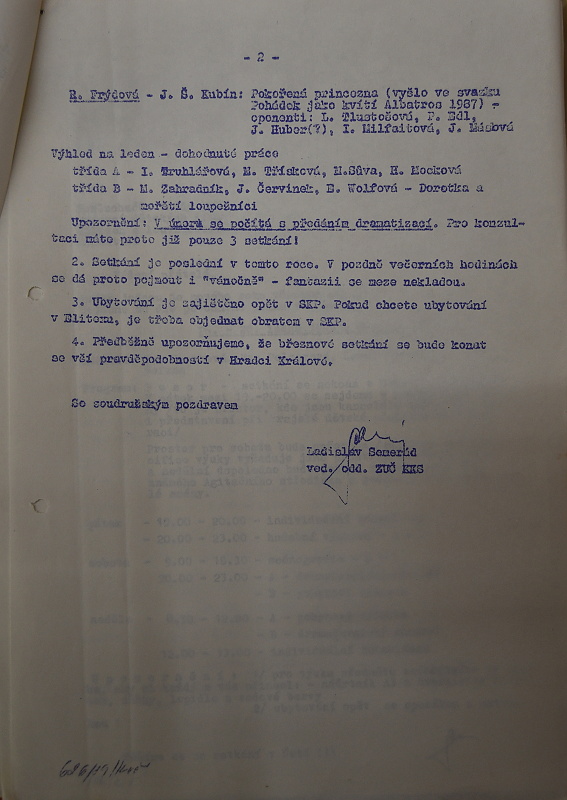 - 2 -
R. Frýdová - J. Š. Kubín: Pokořená princezna (vyšlo ve svazku
Pohádek jako kvítí Albatros 1987) -
oponenti: L. Tlustošová, F. Edl,
J. Huber(?), I. Milfaitová, J. Mášová
Výhled na leden - dohodnuté práce
třída A - I. Truhlářová, M. Třísková, M.Sůva, H. Mocková
třída B - M. Zahradník, J. Červinek, E. Wolfová - Dorotka a
mořští loupežníci
Upozornění: V únoru se počítá s předáním dramatizací. Pro konzul-
taci máte proto již pouze 3 setkání!
2. Setkání je poslední v tomto roce. V pozdně večerních hodinách
se dá proto pojmout i "vánočně" - fantazii se meze nekladou.
3. Ubytování je zajištěno opět v SKP. Pokud chcete ubytování
v Elitexu, je třeba objednat obratem v SKP.
4. Předběžně upozorňujeme, že březnové setkání se bude konat
se vší pravděpodobností v Hradci Králové.
Se soudružským pozdravem
Ladislav Semerád
ved. odd. ZUČ KKS